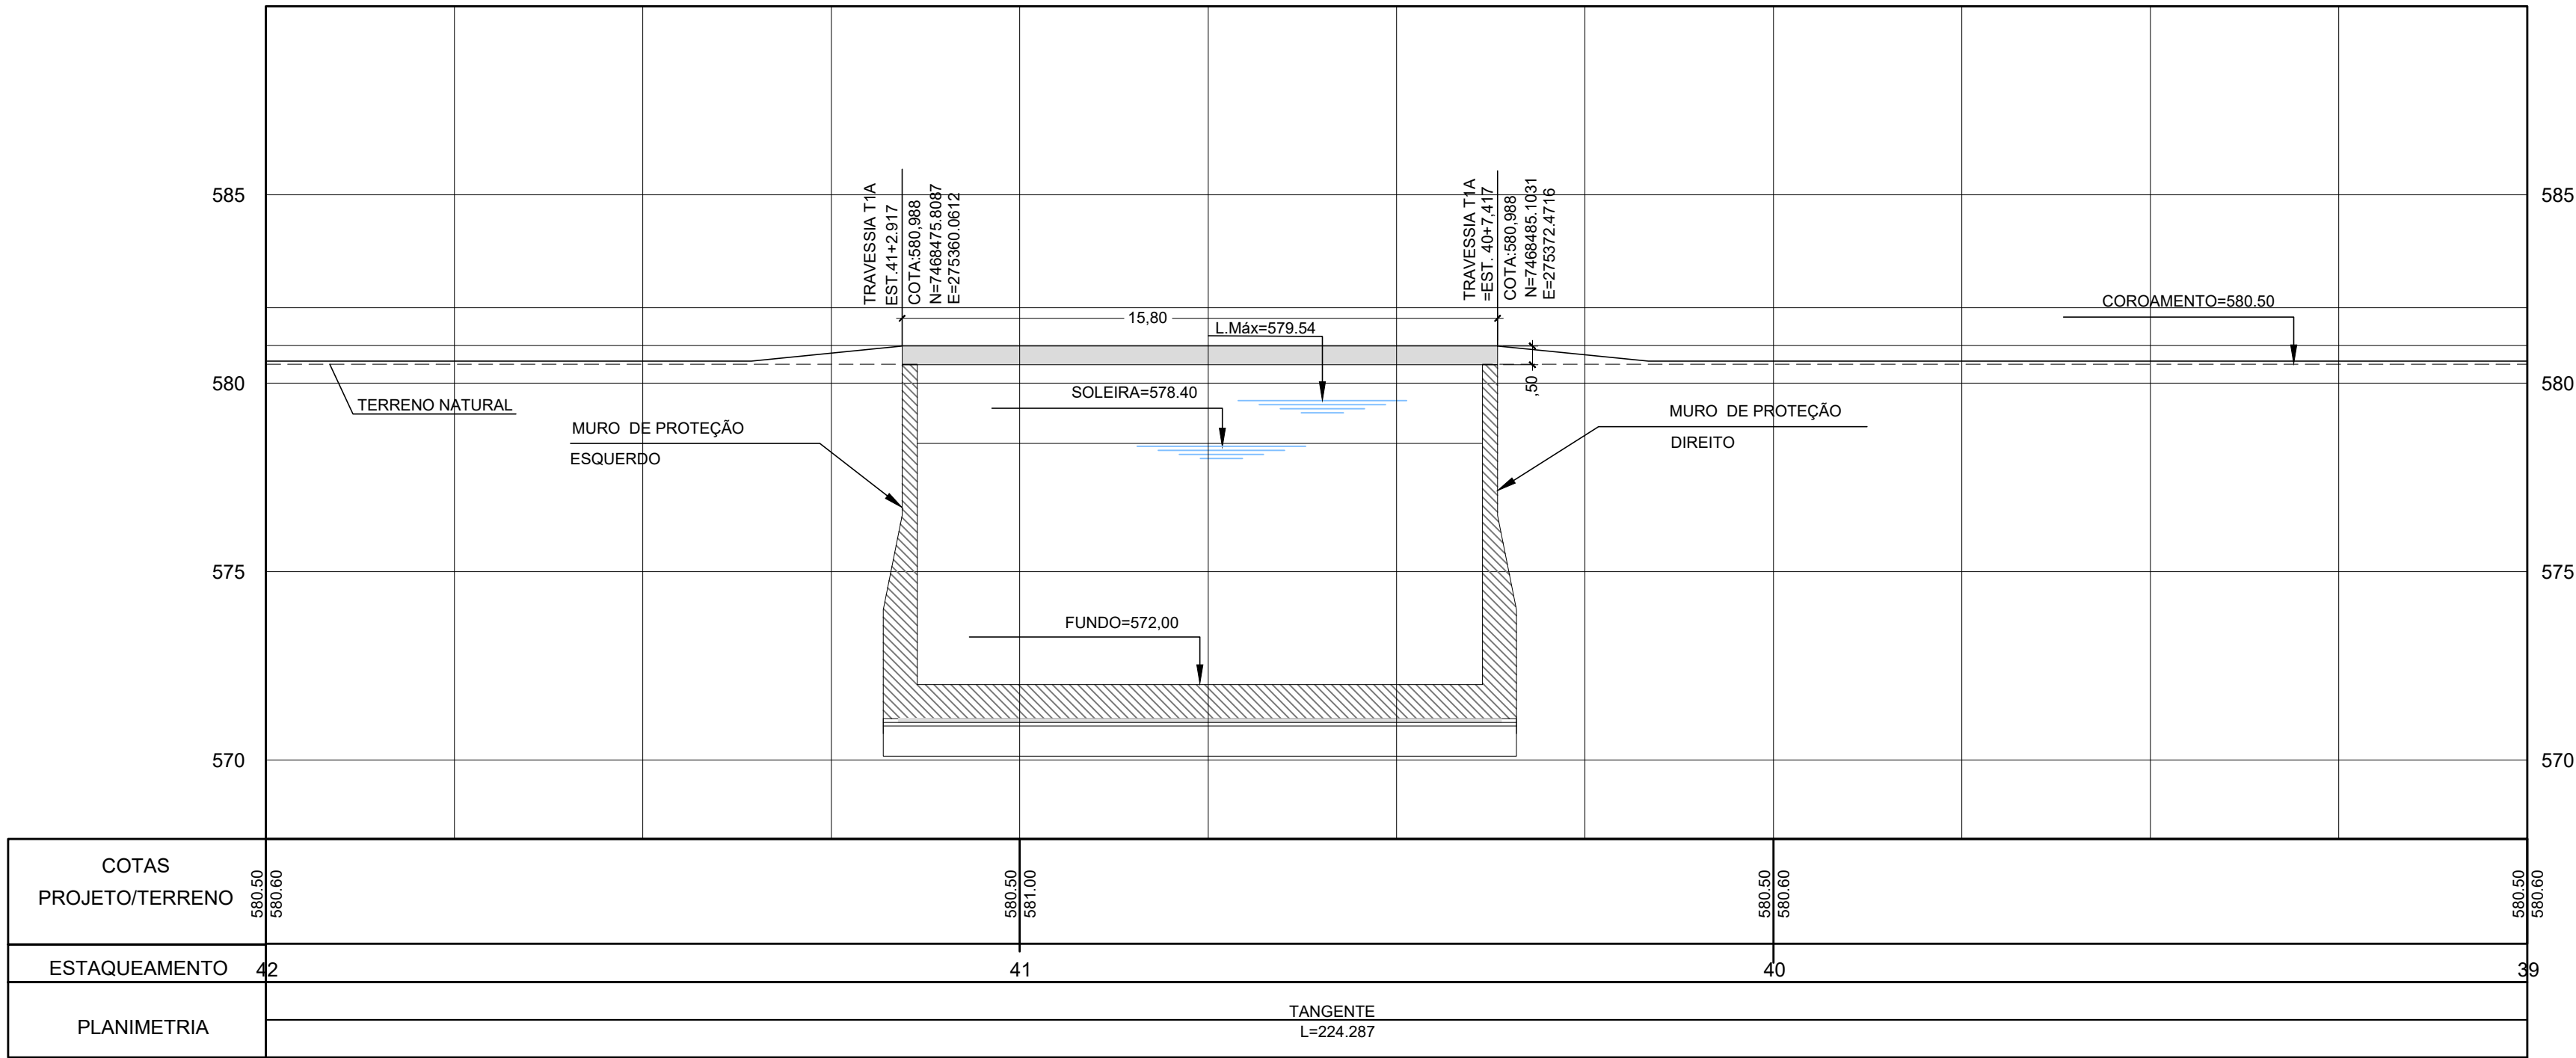 TRAVESSIA T1A
EST.41+2.917
COTA:580,988
N=7468475.8087
E=275360.0612
TRAVESSIA T1A
=EST. 40+7,417
COTA:580,988
N=7468485.1031
E=275372.4716
585
585
15,80
L.Máx=579.54
COROAMENTO=580.50
580
580
,50
TERRENO NATURAL
SOLEIRA=578.40
MURO DE PROTEÇÃO
ESQUERDO
MURO DE PROTEÇÃO
DIREITO
575
575
FUNDO=572,00
570
570
COTAS
PROJETO/TERRENO
580.50
580.60
580.50
581.00
580.50
580.60
580.50
580.60
ESTAQUEAMENTO
42
41
40
39
PLANIMETRIA
TANGENTE
L=224.287